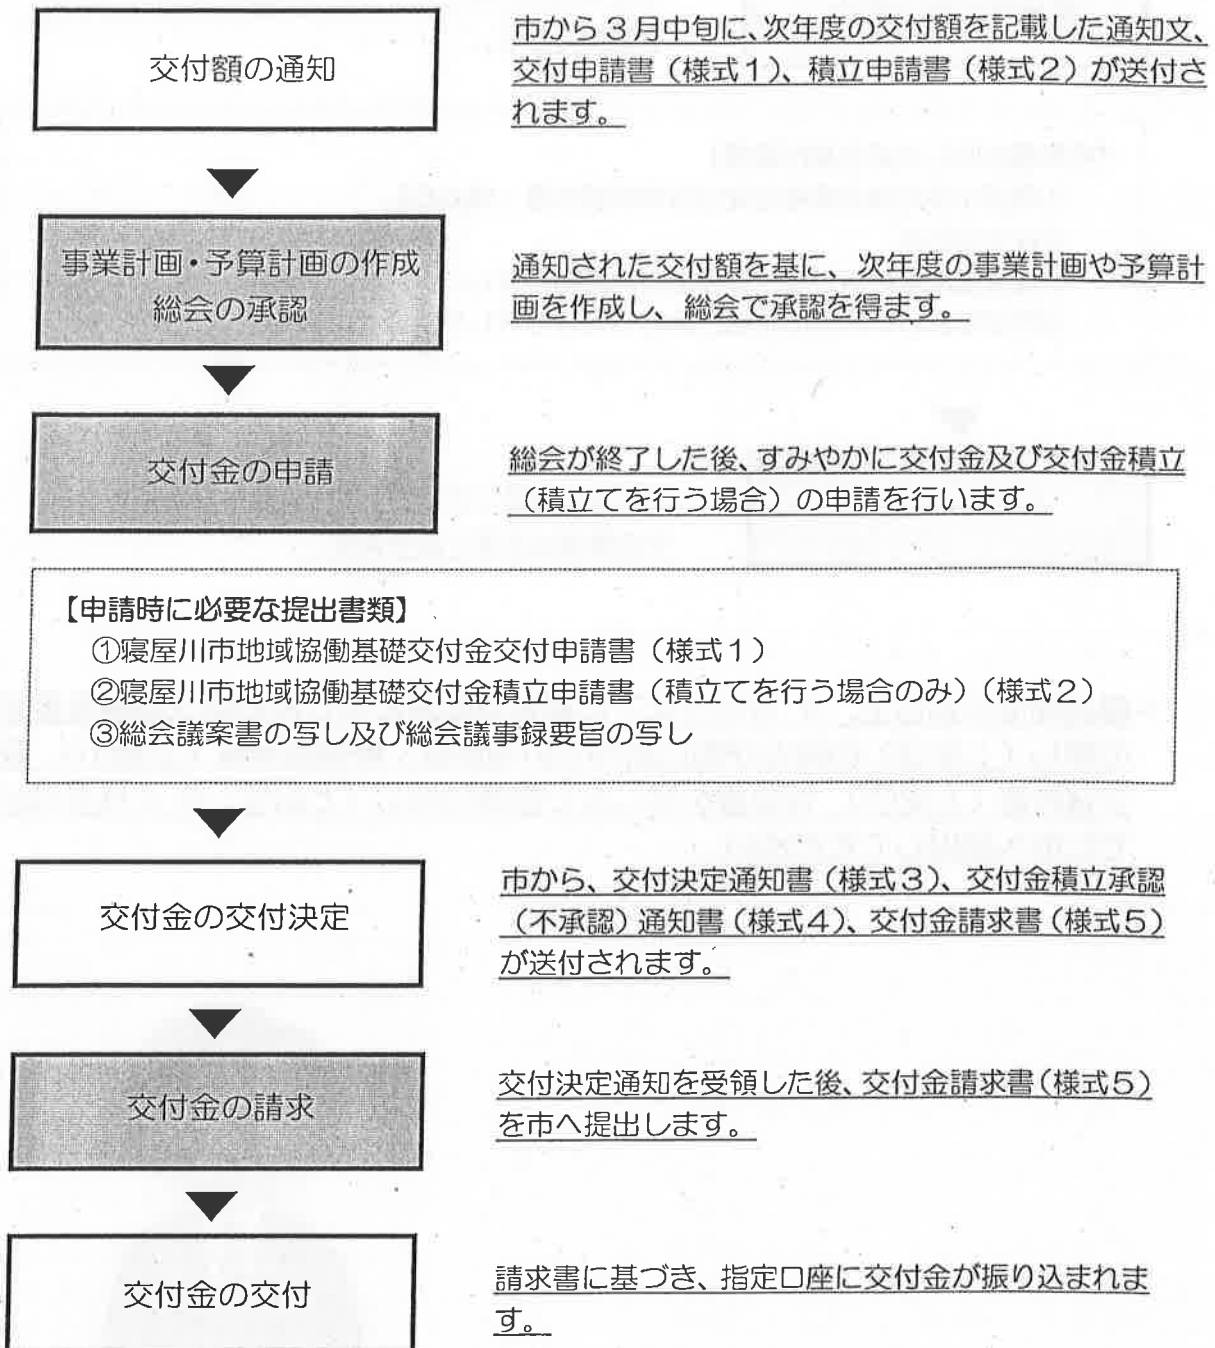 交付額の通知
市から3月中旬に、次年度の交付額を記載した通知文、
交付申請書（様式1）、積立申請書（様式2）が送付さ
れます。
事業計画・予算計画の作成
総会の承認
通知された交付額を基に、次年度の事業計画や予算計
画を作成し、総会で承認を得ます。
交付金の申請
総会が終了した後、すみやかに交付金及び交付金積立
（積立てを行う場合）の申請を行います。
【申請時に必要な提出書類】
①寝屋川市地域協働基礎交付金交付申請書（様式1）
②寝屋川市地域協働基礎交付金積立申請書（積立てを行う場合のみ）（様式2）
③総会議案書の写し及び総会議事録要旨の写し
交付金の交付決定
市から、交付決定通知書（様式3）、交付金積立承認
（不承認）通知書（様式4）、交付金請求書（様式5）
が送付されます。
交付金の請求
交付決定通知を受領した後、交付金請求書（様式5）
を市へ提出します。
交付金の交付
請求書に基づき、指定口座に交付金が振り込まれま
す。